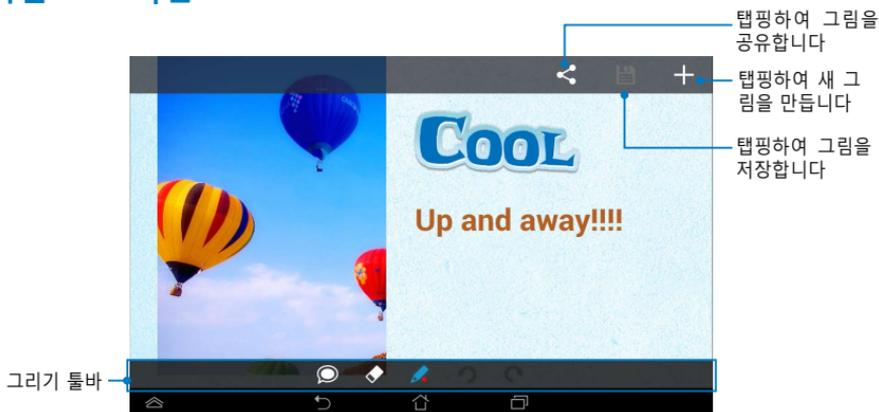 탭핑하여 그림을
공유합니다
탭핑하여 새 그
림을 만듭니다
탭핑하여 그림을
저장합니다
COOL
Up and away!!!!
그리기 툴바